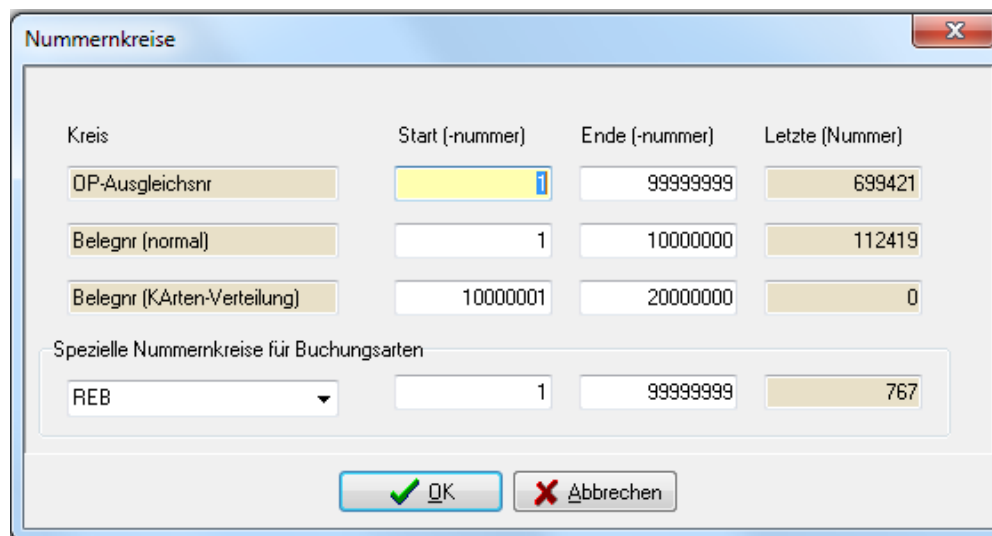 Nummernkreise
Kreis Start (-nummer) Ende (-nummer) Letzte (Nummer)
OP-Ausgleichsnr 1 99999999 699421
Belegnr (normal) 1 10000000 112419
Belegnr (KArten-Verteilung) 10000001 20000000 0
Spezielle Nummernkreise für Buchungsarten
REB 1 99999999 767
OK Abbrechen